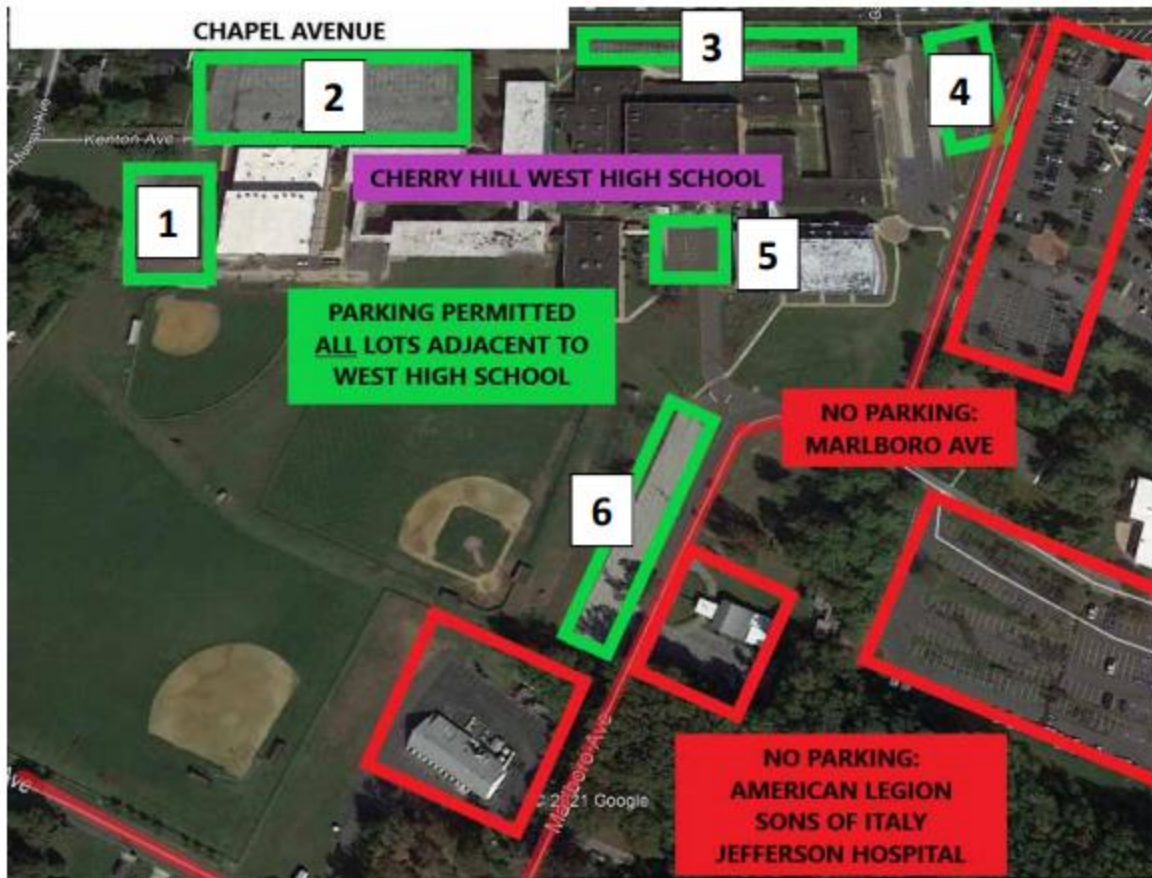 CHAPEL AVENUE
3
2
4
Kenton Ave
CHERRY HILL WEST HIGH SCHOOL
1
5
PARKING PERMITTED
ALL LOTS ADJACENT TO
WEST HIGH SCHOOL
NO PARKING:
MARLBORO AVE
6
NO PARKING:
AMERICAN LEGION
SONS OF ITALY
JEFFERSON HOSPITAL
Marlboro Ave
© 2021 Google
Ave